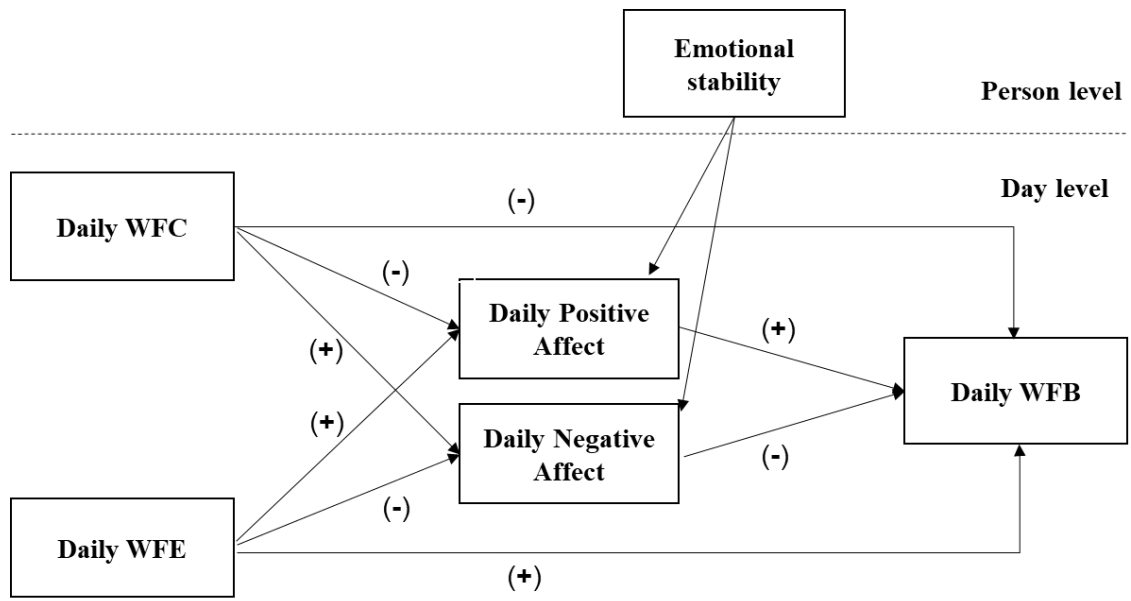 Emotional
stability
Person level
Day level
Daily WFC
(-)
(-)
Daily Positive
Affect
(+)
(+)
(+)
Daily WFB
Daily Negative
Affect
(-)
(-)
Daily WFE
(+)